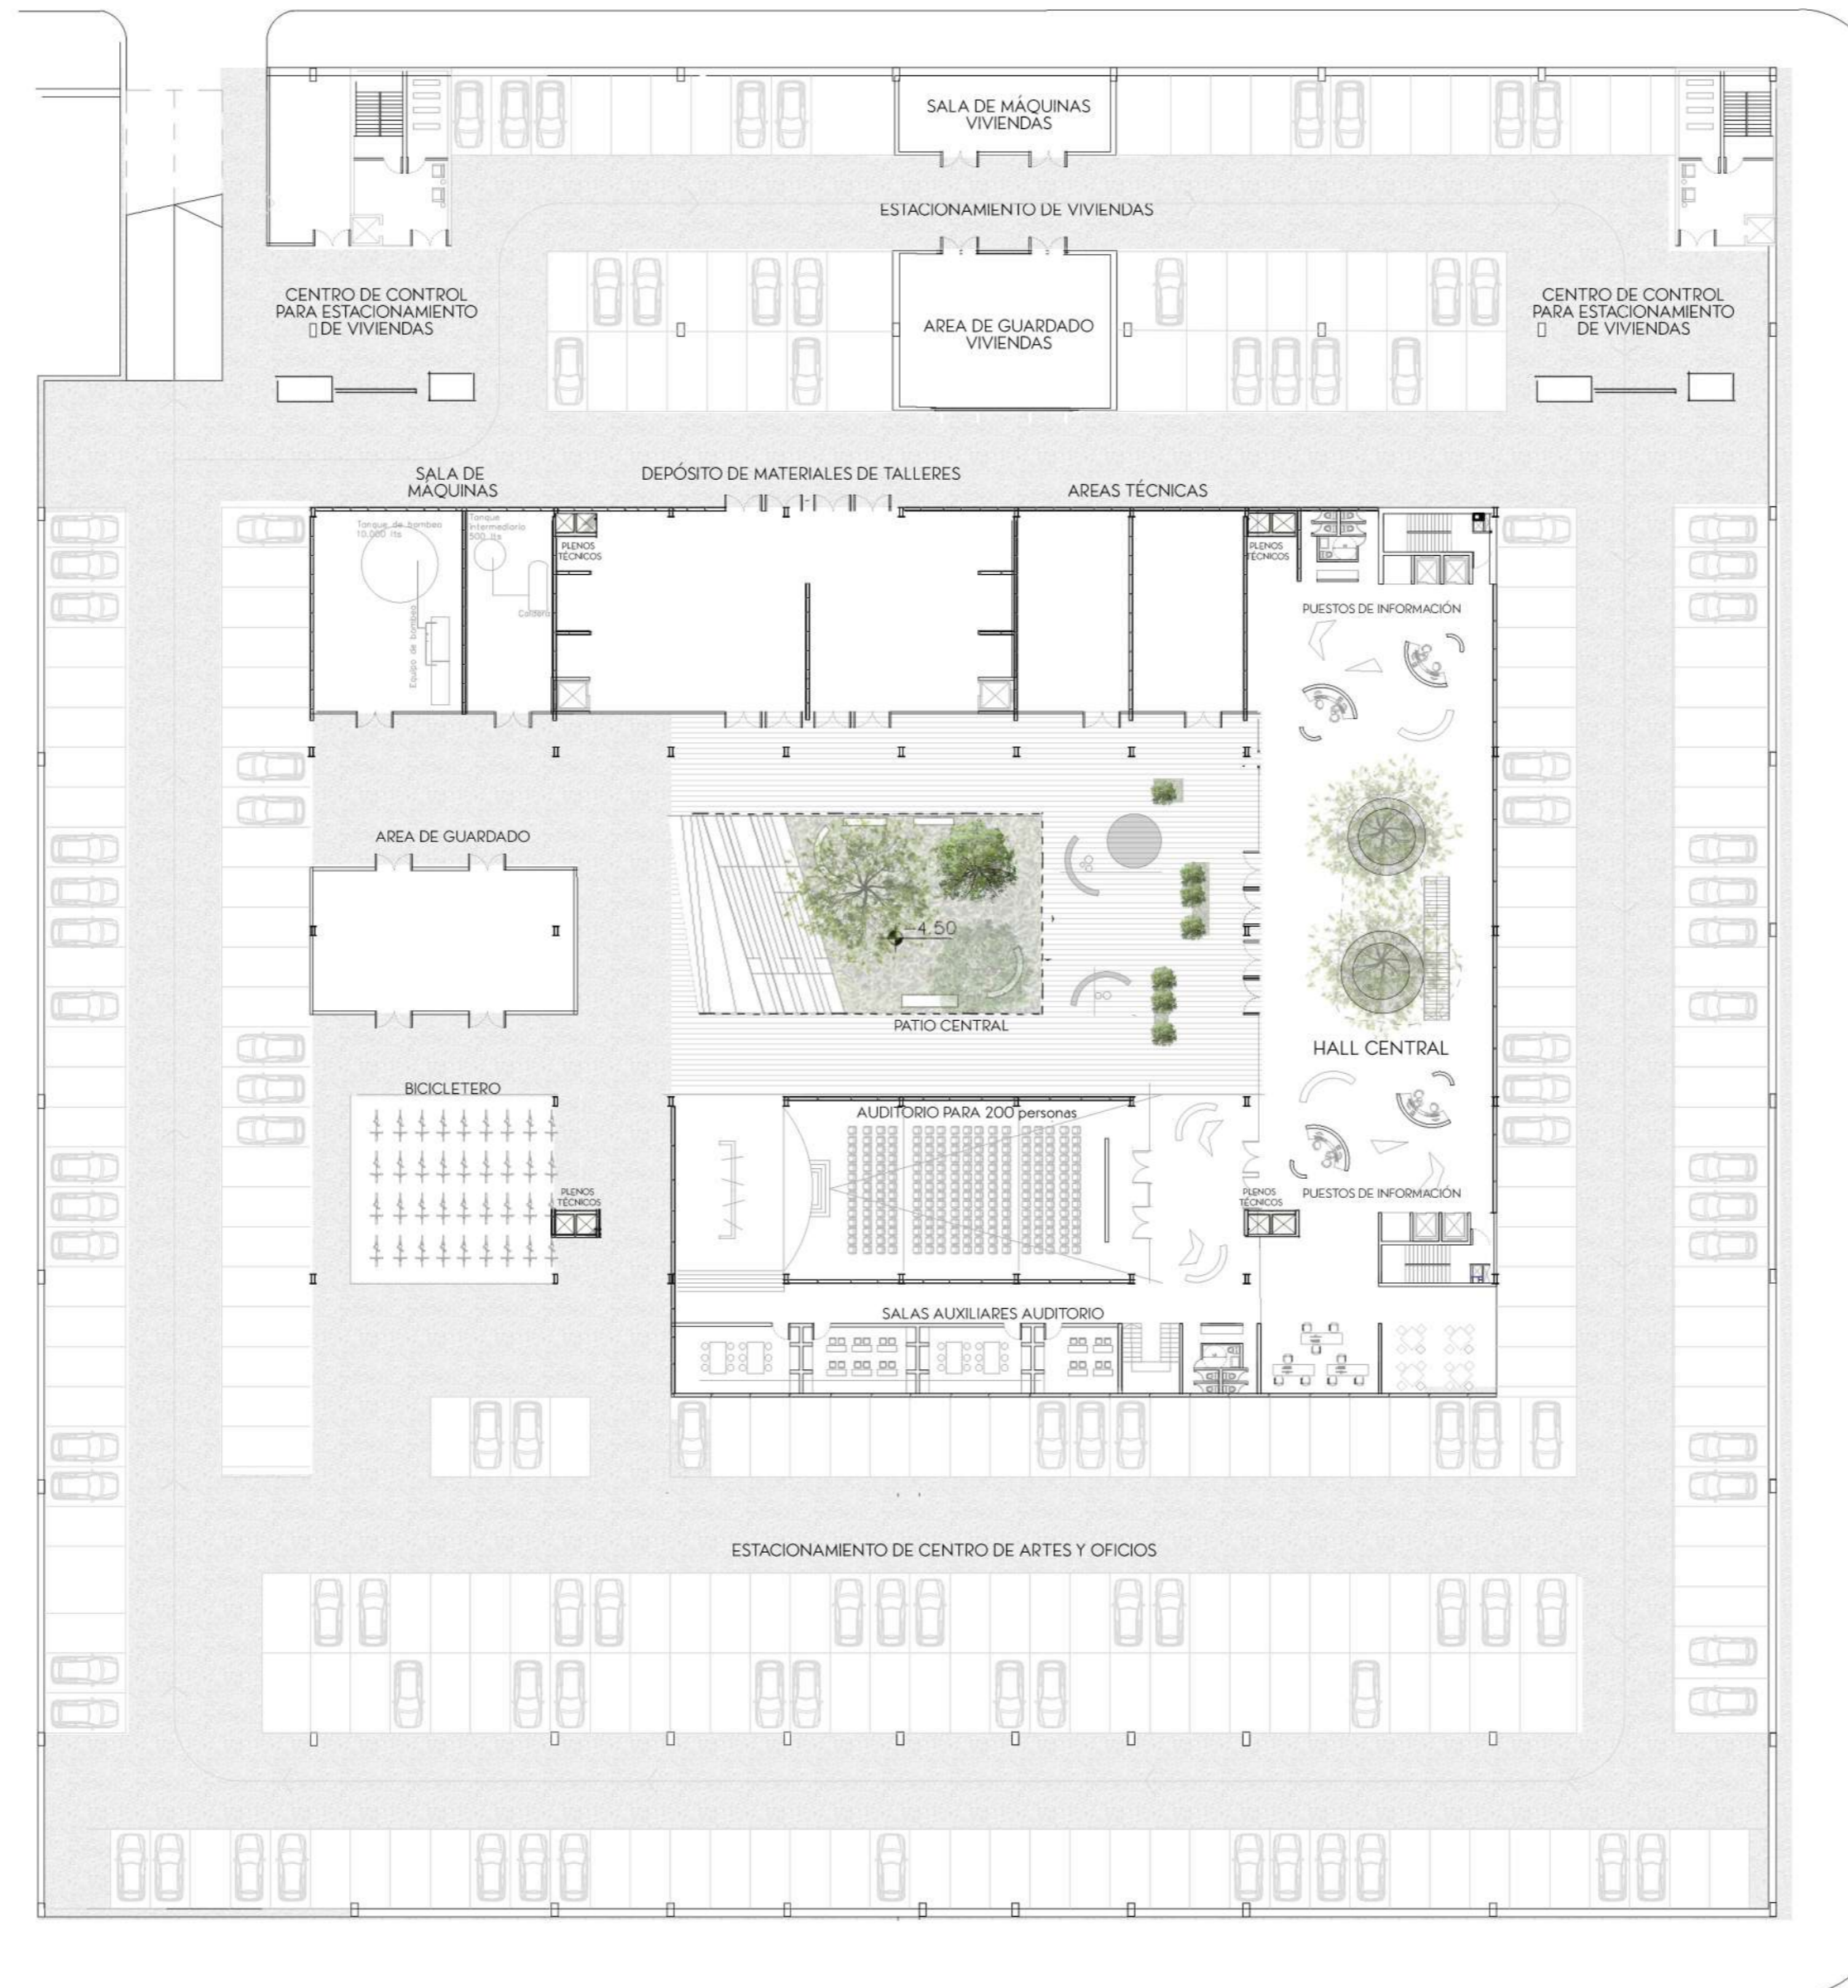 SALA DE MÁQUINAS
VIVIENDAS
ESTACIONAMIENTO DE VIVIENDAS
CENTRO DE CONTROL
PARA ESTACIONAMIENTO
DE VIVIENDAS
AREA DE GUARDADO
VIVIENDAS
CENTRO DE CONTROL
PARA ESTACIONAMIENTO
DE VIVIENDAS
SALA DE
MÁQUINAS
DEPÓSITO DE MATERIALES DE TALLERES
AREAS TÉCNICAS
Tanque de bombeo
10.000 lts
Tanque
intermediario
500 lts
PLENOS
TÉCNICOS
PLENOS
TÉCNICOS
Caldera
Equipo de bombeo
PUESTOS DE INFORMACIÓN
AREA DE GUARDADO
-4.50
PATIO CENTRAL
HALL CENTRAL
BICICLETERO
AUDITORIO PARA 200 personas
PLENOS
TÉCNICOS
PLENOS
TÉCNICOS
PUESTOS DE INFORMACIÓN
SALAS AUXILIARES AUDITORIO
ESTACIONAMIENTO DE CENTRO DE ARTES Y OFICIOS